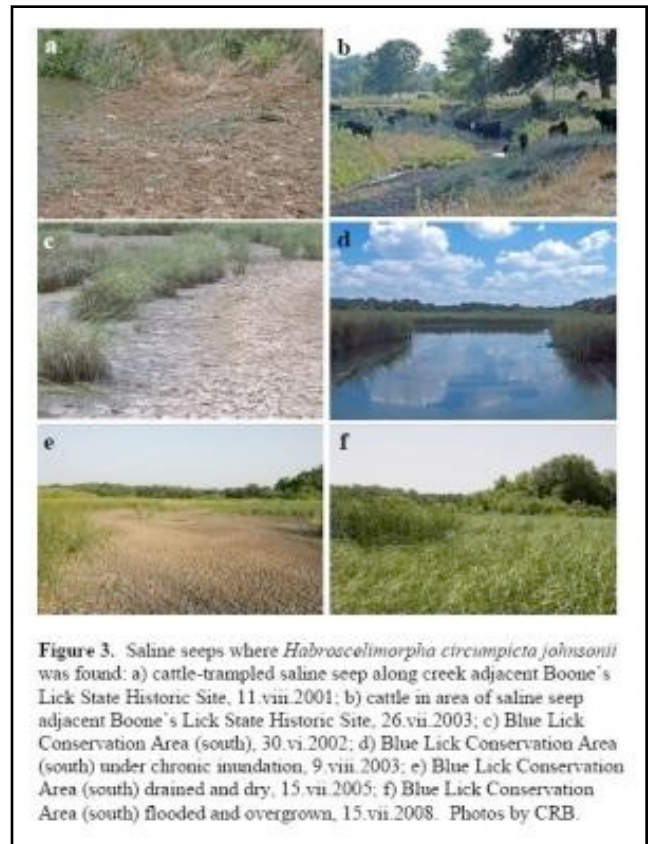 a
b
c
d
e
f
Figure 3. Saline seeps where Habroscelimorpha circumpicta johnsonii
was found: a) cattle-trampled saline seep along creek adjacent Boone`s
Lick State Historic Site, 11.viii.2001; b) cattle in area of saline seep
adjacent Boone`s Lick State Historic Site, 26.vii.2003; c) Blue Lick
Conservation Area (south), 30.vi.2002; d) Blue Lick Conservation Area
(south) under chronic inundation, 9.viii.2003; e) Blue Lick Conservation
Area (south) drained and dry, 15.vii.2005; f) Blue Lick Conservation
Area (south) flooded and overgrown, 15.vii.2008. Photos by CRB.